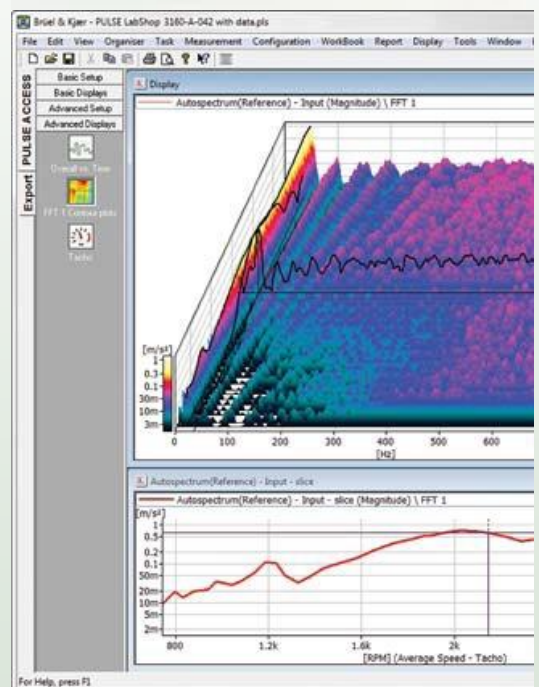 Brüel & Kjær - PULSE LabShop 3160-A-042 with data.pls
File Edit View Organiser Task Measurement Configuration WorkBook Report Display Tools Window
PULSE ACCESS
Export
Basic Setup
Basic Displays
Advanced Setup
Advanced Displays
Overall vs. Time
FFT 1 Contour plots
Tacho
Display
Autospectrum(Reference) - Input (Magnitude) \ FFT 1
[m/s²]
1
0.3
0.1
30m
10m
3m
0 100 200 300 400 500 600
[Hz]
Autospectrum(Reference) - Input - slice
Autospectrum(Reference) - Input - slice (Magnitude) \ FFT 1
[m/s²]
1
0.5
0.2
0.1
50m
20m
10m
5m
2m
800 1.2k 1.6k 2k
[RPM] (Average Speed - Tacho)
For Help, press F1